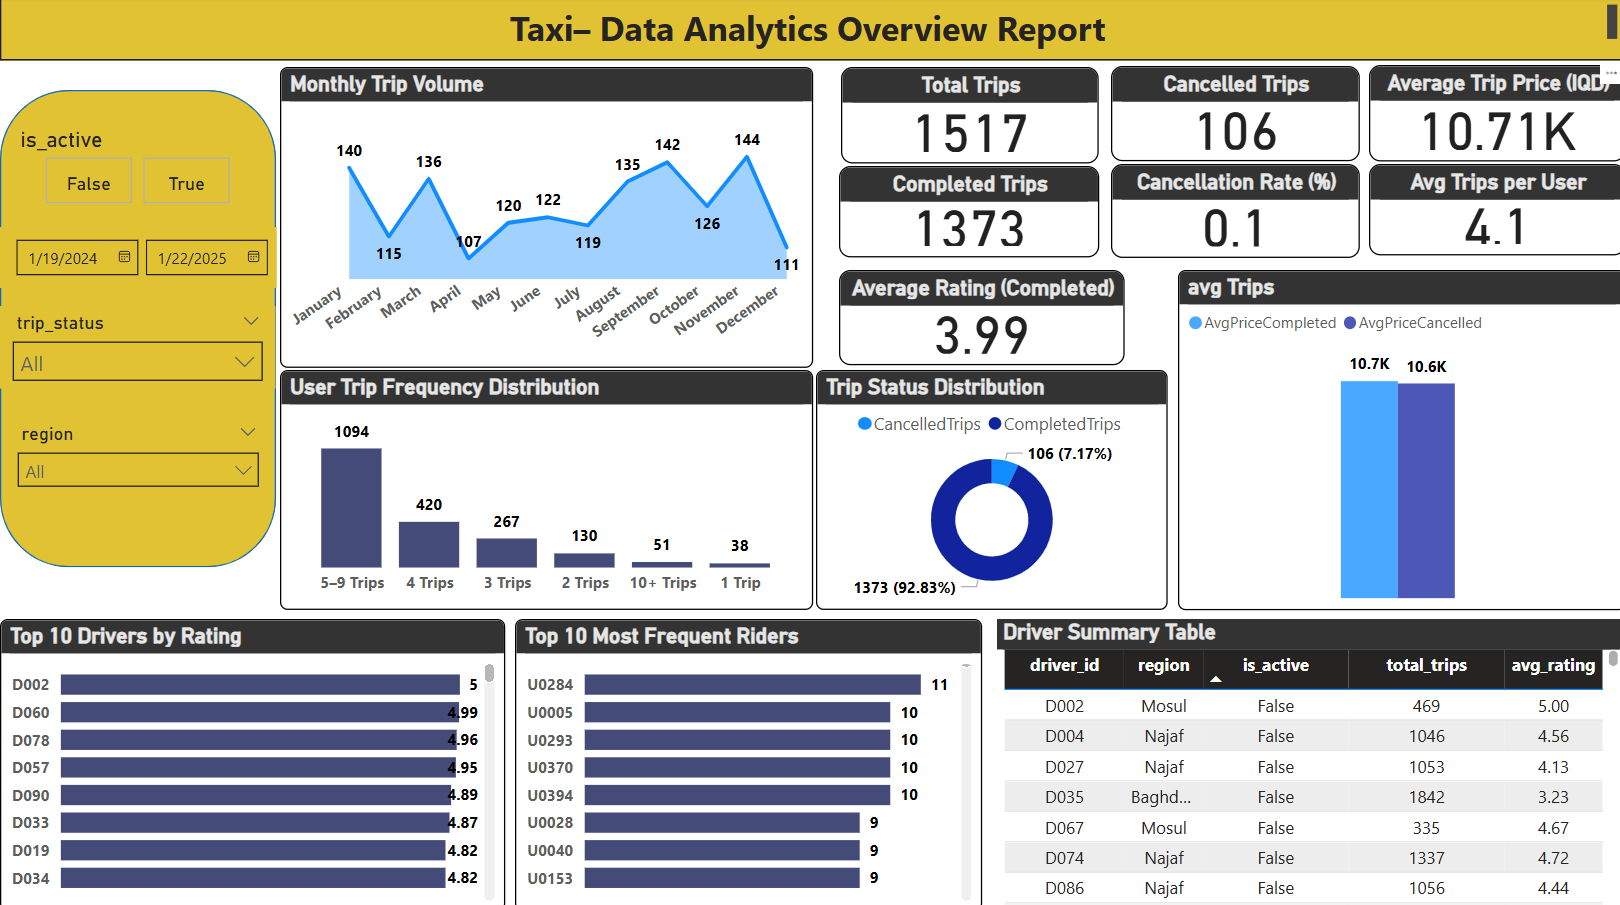 Taxi– Data Analytics Overview Report
is_active
False
True
1/19/2024
1/22/2025
trip_status
All
region
All
Monthly Trip Volume
140
115
136
107
120
122
119
135
142
126
144
111
January
February
March
April
May
June
July
August
September
October
November
December
Total Trips
1517
Cancelled Trips
106
Average Trip Price (IQD)
10.71K
Completed Trips
1373
Cancellation Rate (%)
0.1
Avg Trips per User
4.1
Average Rating (Completed)
3.99
avg Trips
AvgPriceCompleted AvgPriceCancelled
10.7K
10.6K
User Trip Frequency Distribution
1094
420
267
130
51
38
5–9 Trips
4 Trips
3 Trips
2 Trips
10+ Trips
1 Trip
Trip Status Distribution
CancelledTrips CompletedTrips
106 (7.17%)
1373 (92.83%)
Top 10 Drivers by Rating
D002 5
D060 4.99
D078 4.96
D057 4.95
D090 4.89
D033 4.87
D019 4.82
D034 4.82
Top 10 Most Frequent Riders
U0284 11
U0005 10
U0293 10
U0370 10
U0394 10
U0028 9
U0040 9
U0153 9
Driver Summary Table
driver_id region is_active total_trips avg_rating
D002 Mosul False 469 5.00
D004 Najaf False 1046 4.56
D027 Najaf False 1053 4.13
D035 Baghd... False 1842 3.23
D067 Mosul False 335 4.67
D074 Najaf False 1337 4.72
D086 Najaf False 1056 4.44